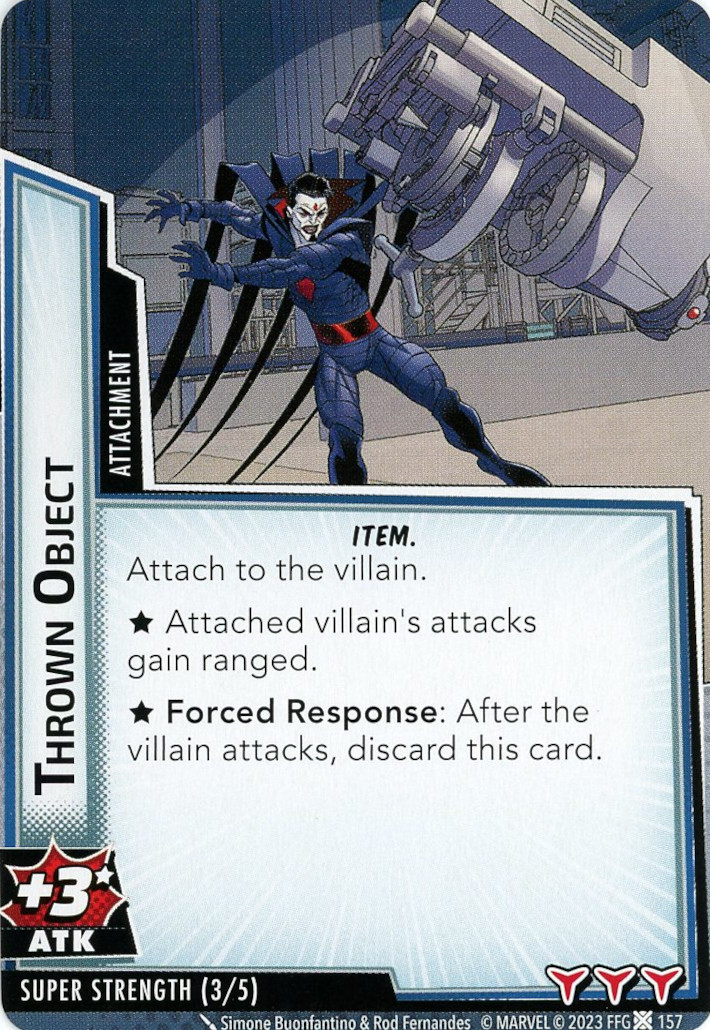 ATTACHMENT
THROWN OBJECT
ITEM.
Attach to the villain.
★ Attached villain's attacks
gain ranged.
★ Forced Response: After the
villain attacks, discard this card.
+3★
ATK
SUPER STRENGTH (3/5)
Simone Buonfantino & Rod Fernandes © MARVEL © 2023 FFG 157